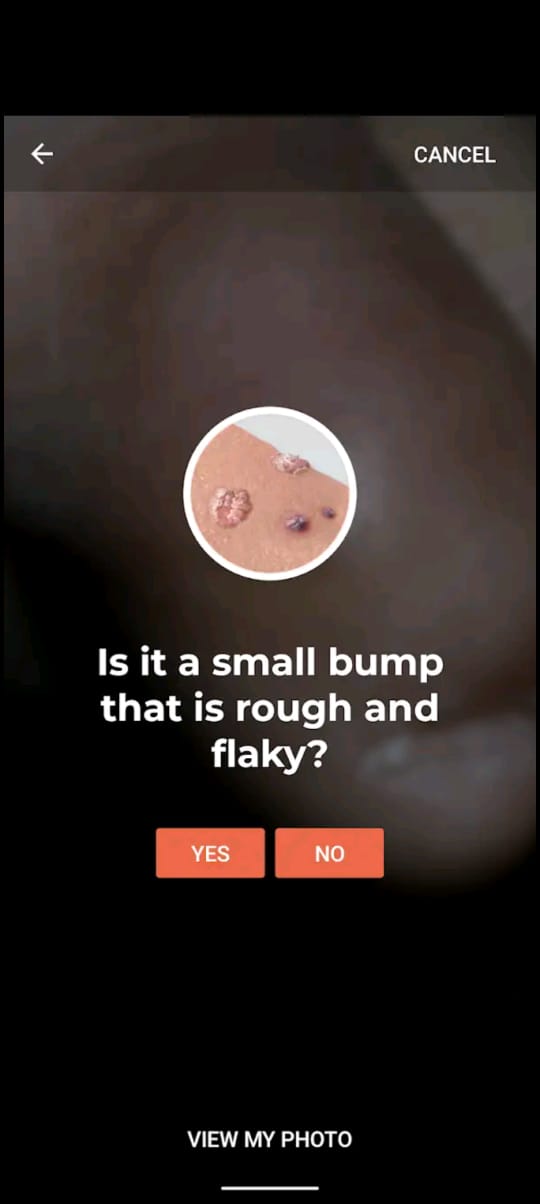 CANCEL
Is it a small bump
that is rough and
flaky?
YES NO
VIEW MY PHOTO